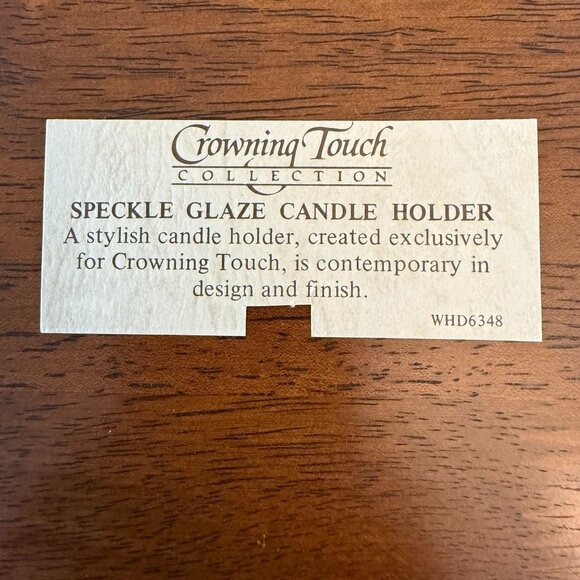 Crowning Touch
COLLECTION
SPECKLE GLAZE CANDLE HOLDER
A stylish candle holder, created exclusively
for Crowning Touch, is contemporary in
design and finish.
WHD6348